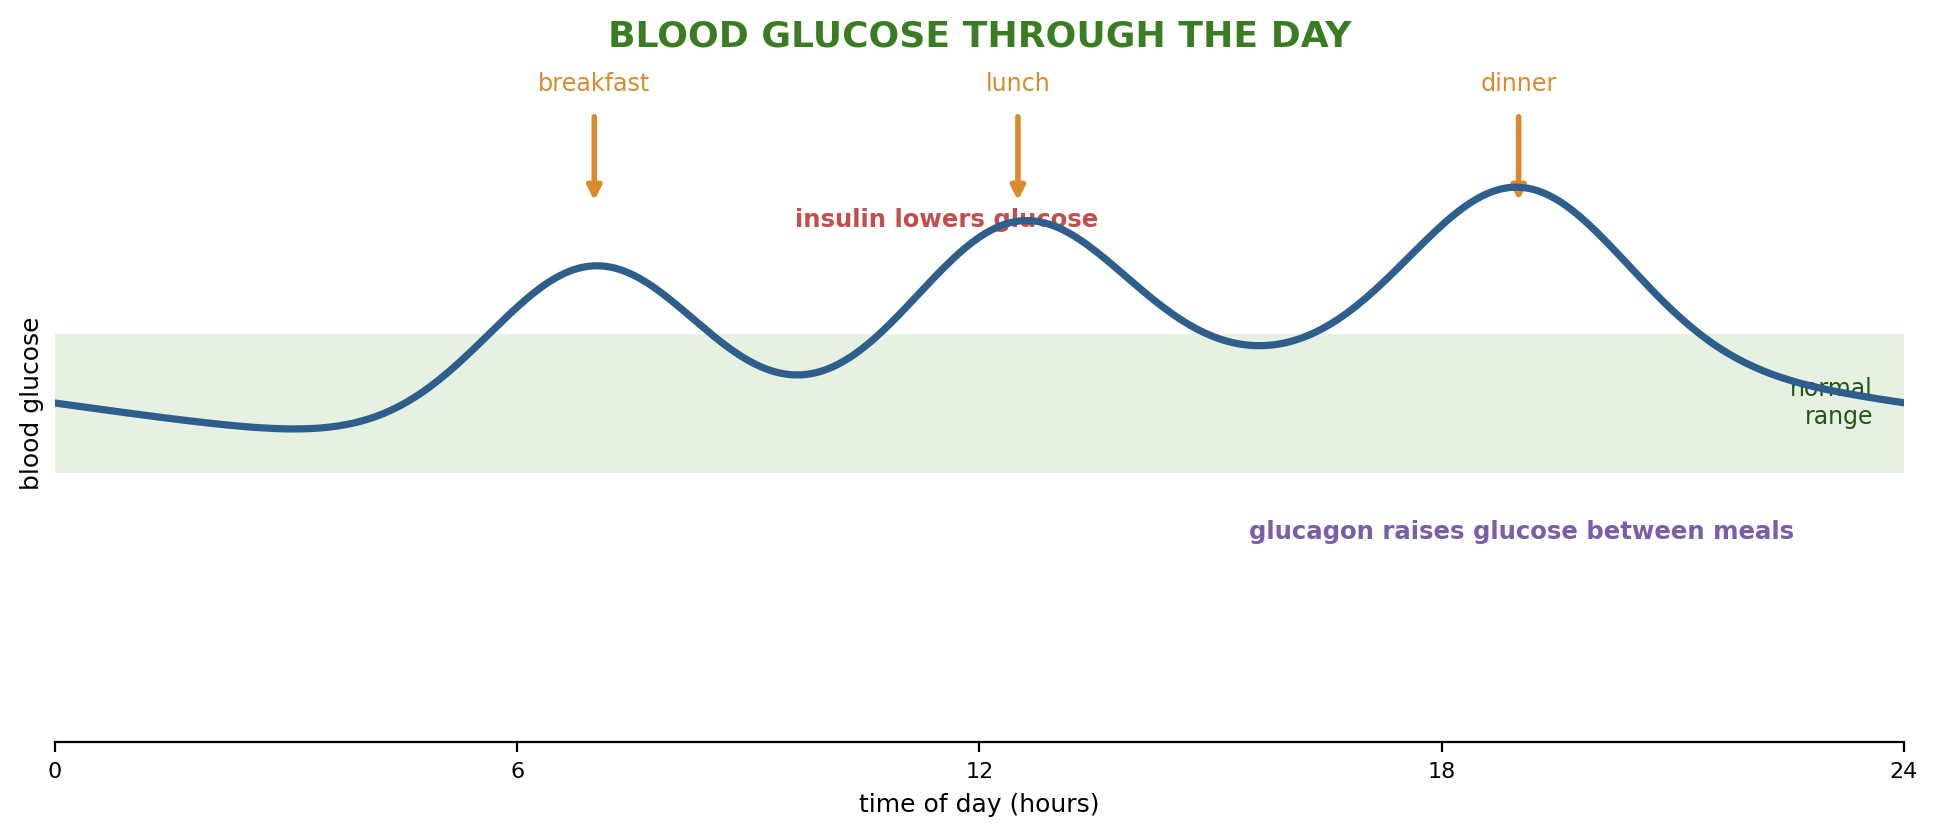 BLOOD GLUCOSE THROUGH THE DAY
breakfast
lunch
dinner
insulin lowers glucose
blood glucose
normal
range
glucagon raises glucose between meals
0
6
12
18
24
time of day (hours)